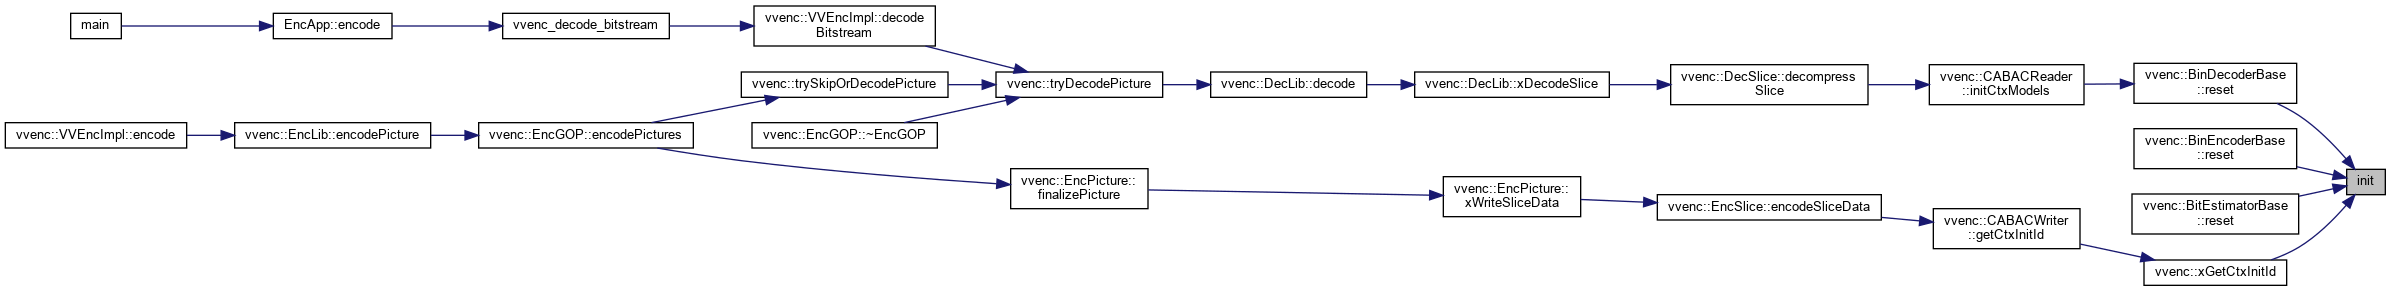 main
EncApp::encode
vvenc_decode_bitstream
vvenc::VVEncImpl::decode
Bitstream
vvenc::trySkipOrDecodePicture
vvenc::tryDecodePicture
vvenc::DecLib::decode
vvenc::DecLib::xDecodeSlice
vvenc::DecSlice::decompress
Slice
vvenc::CABACReader
::initCtxModels
vvenc::BinDecoderBase
::reset
vvenc::VVEncImpl::encode
vvenc::EncLib::encodePicture
vvenc::EncGOP::encodePictures
vvenc::EncGOP::~EncGOP
vvenc::BinEncoderBase
::reset
vvenc::EncPicture::
finalizePicture
vvenc::EncPicture::
xWriteSliceData
vvenc::EncSlice::encodeSliceData
vvenc::CABACWriter
::getCtxInitId
vvenc::BitEstimatorBase
::reset
vvenc::xGetCtxInitId
init